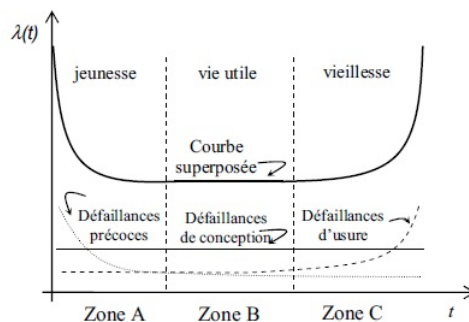 λ(t)
jeunesse
vie utile
vieillesse
Courbe
superposée
Défaillances
précoces
Défaillances
de conception
Défaillances
d'usure
Zone A
Zone B
Zone C
t